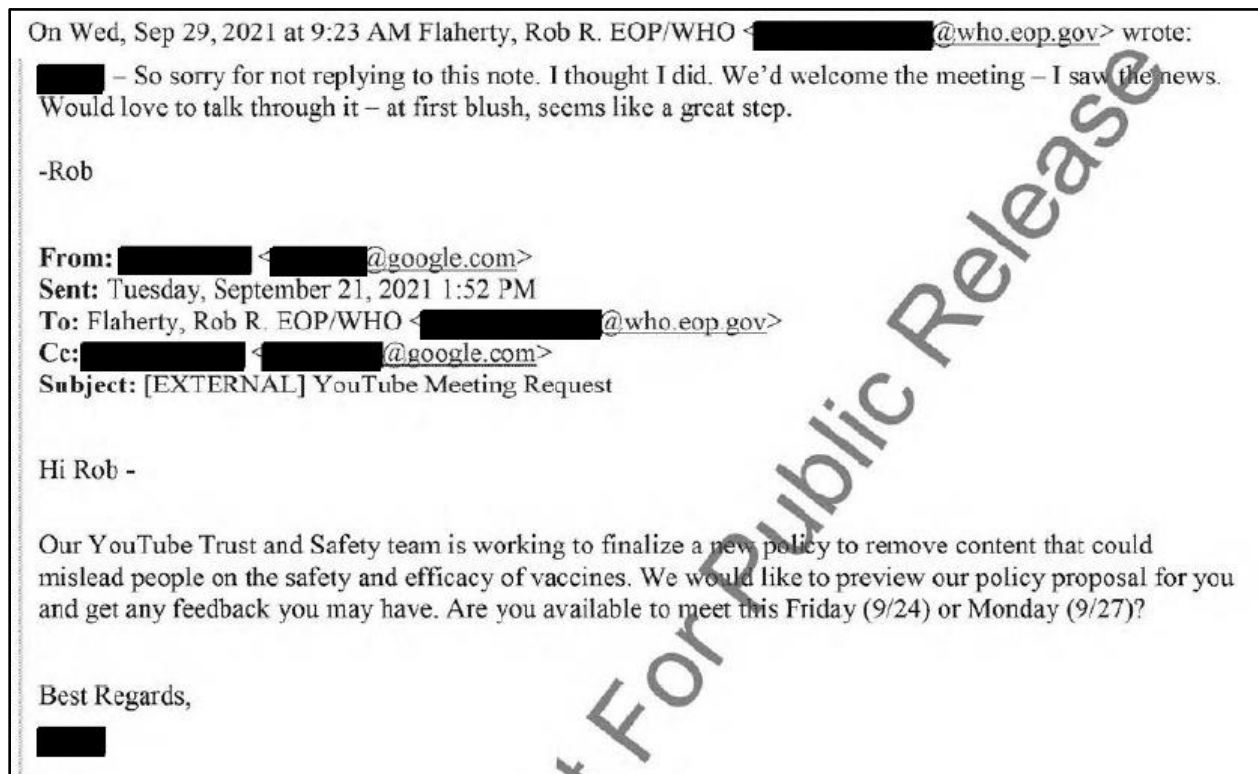 On Wed, Sep 29, 2021 at 9:23 AM Flaherty, Rob R. EOP/WHO < @who.eop.gov> wrote:
– So sorry for not replying to this note. I thought I did. We'd welcome the meeting – I saw the news.
Would love to talk through it – at first blush, seems like a great step.
-Rob
From: < @google.com>
Sent: Tuesday, September 21, 2021 1:52 PM
To: Flaherty, Rob R. EOP/WHO < @who.eop.gov>
Cc: < @google.com>
Subject: [EXTERNAL] YouTube Meeting Request
Hi Rob -
Our YouTube Trust and Safety team is working to finalize a new policy to remove content that could
mislead people on the safety and efficacy of vaccines. We would like to preview our policy proposal for you
and get any feedback you may have. Are you available to meet this Friday (9/24) or Monday (9/27)?
Best Regards,
For Public Release